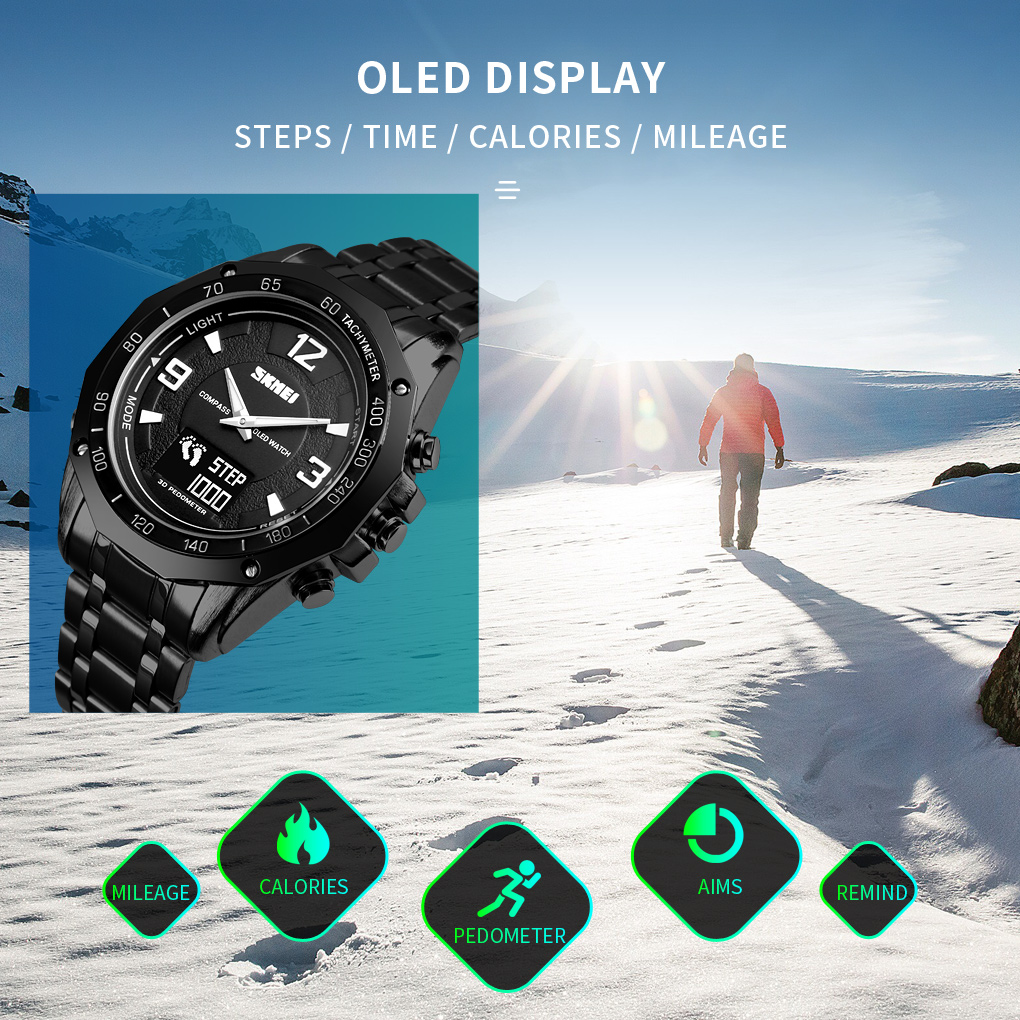 OLED DISPLAY
STEPS / TIME / CALORIES / MILEAGE
60 TACHYMETER
65
70
80
90
100
120
140
180
240
300
400
LIGHT
MODE
START
12
9
3
SKMEI
COMPASS
OLED WATCH
STEP
1000
3D PEDOMETER
MILEAGE
CALORIES
PEDOMETER
AIMS
REMIND